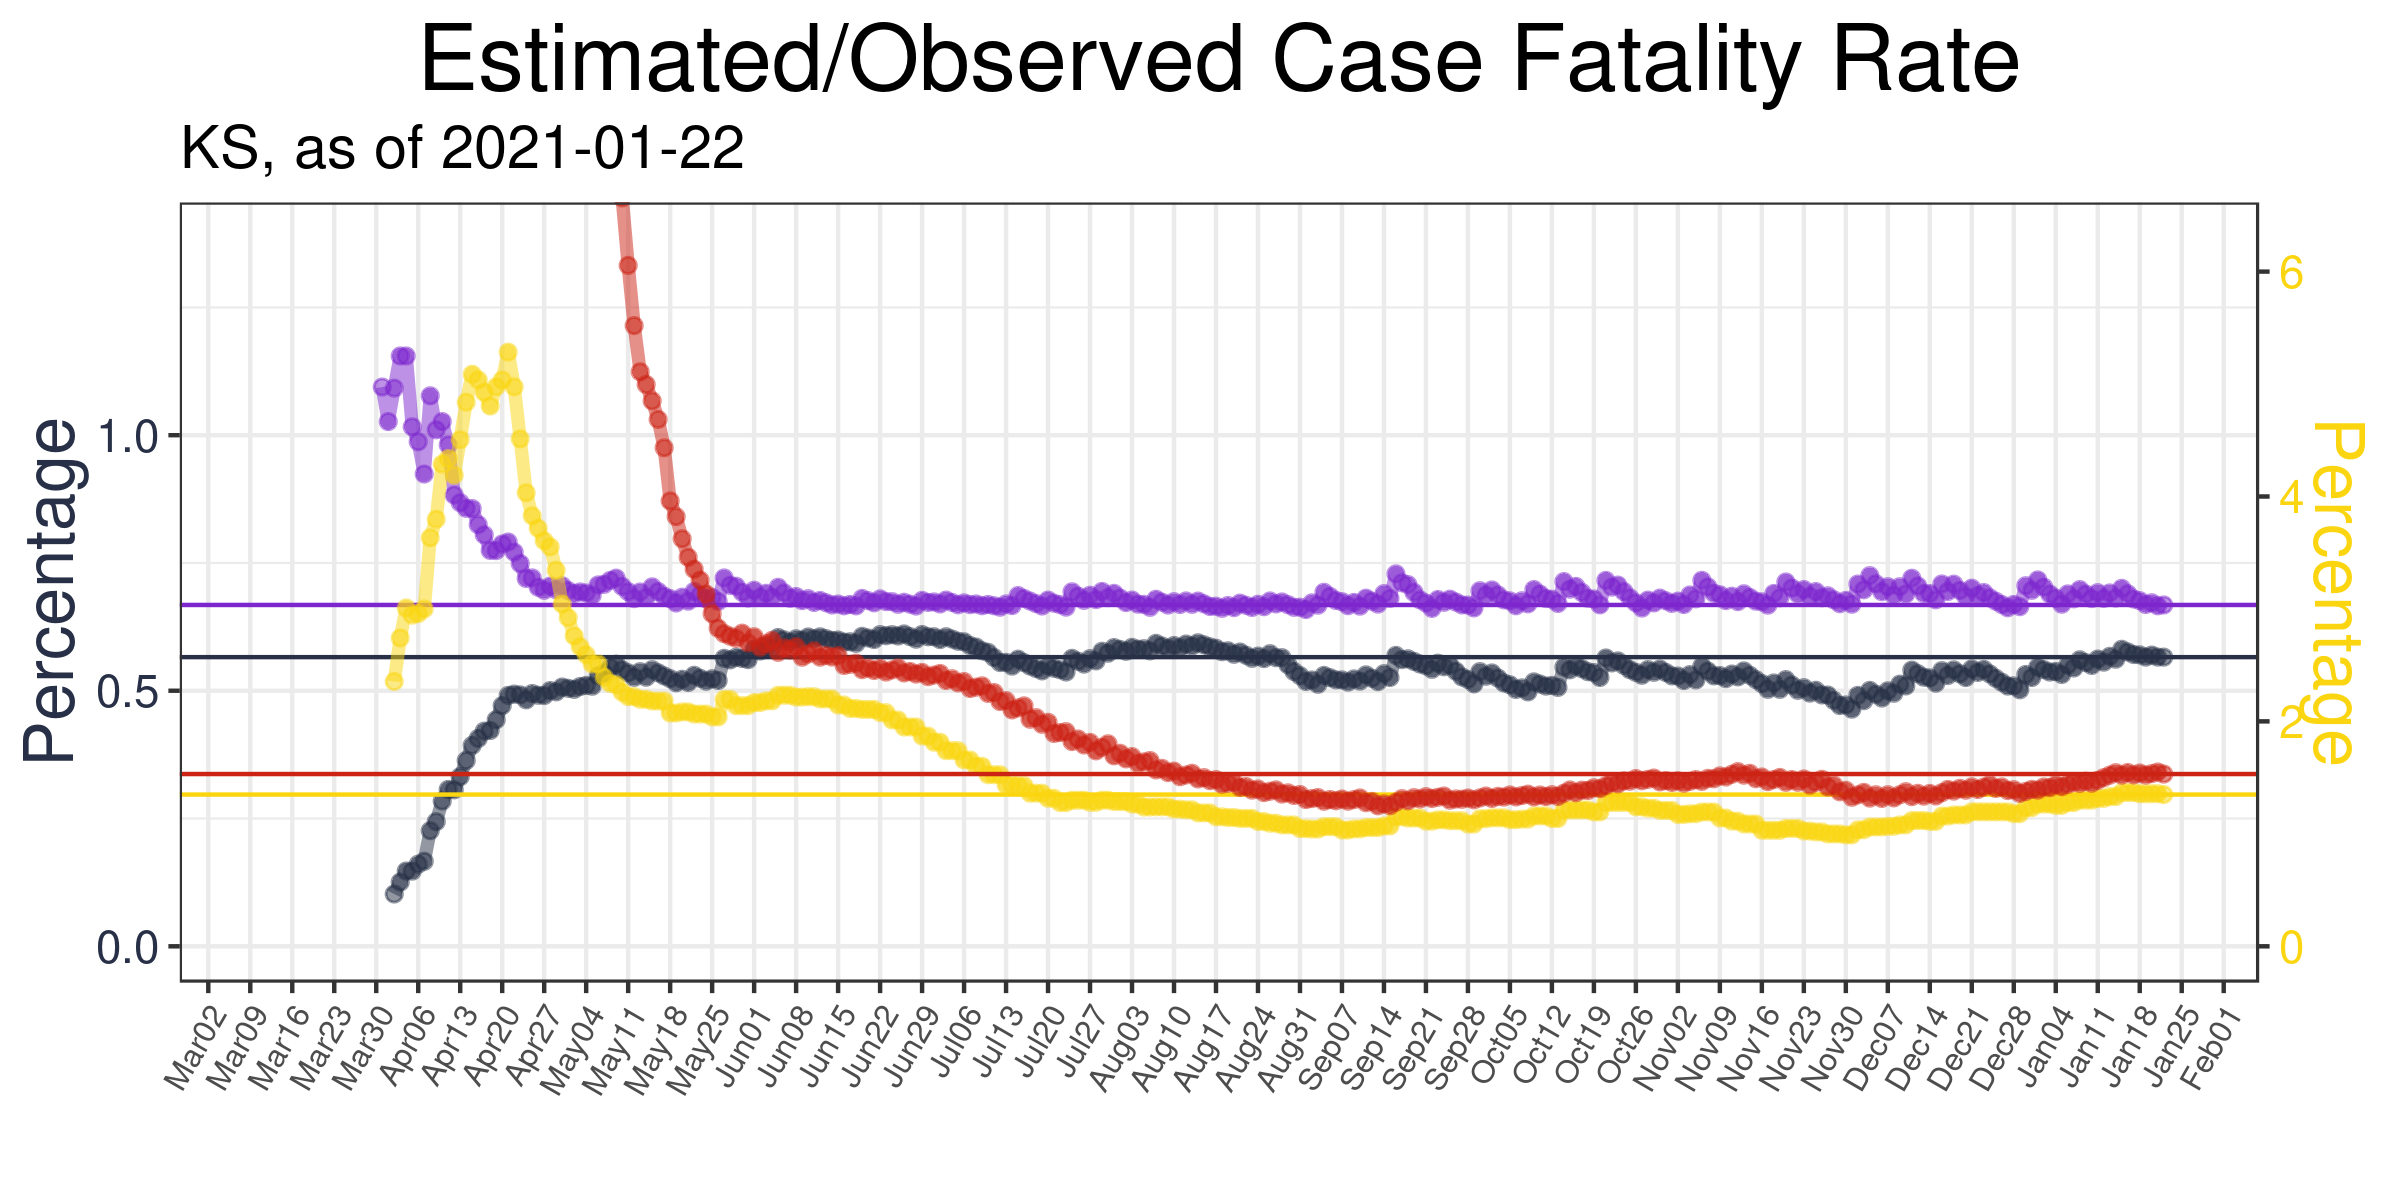 Estimated/Observed Case Fatality Rate
KS, as of 2021-01-22
Percentage
1.0
0.5
0.0
6
4
2
0
Percentage
Mar02
Mar09
Mar16
Mar23
Mar30
Apr06
Apr13
Apr20
Apr27
May04
May11
May18
May25
Jun01
Jun08
Jun15
Jun22
Jun29
Jul06
Jul13
Jul20
Jul27
Aug03
Aug10
Aug17
Aug24
Aug31
Sep07
Sep14
Sep21
Sep28
Oct05
Oct12
Oct19
Oct26
Nov02
Nov09
Nov16
Nov23
Nov30
Dec07
Dec14
Dec21
Dec28
Jan04
Jan11
Jan18
Jan25
Feb01